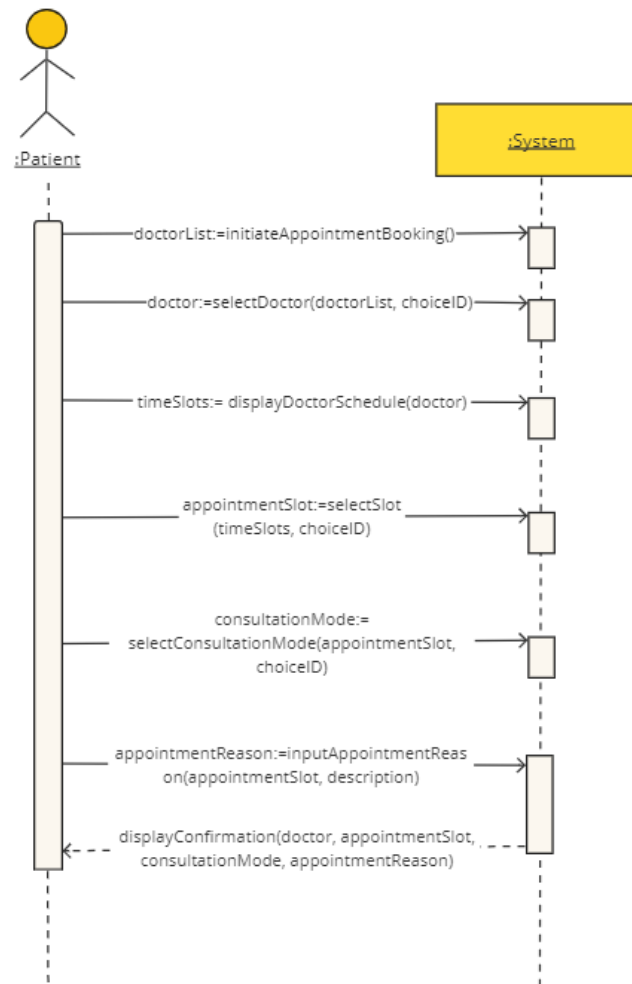 :Patient
:System
doctorList:=initiateAppointmentBooking()
doctor:=selectDoctor(doctorList, choiceID)
timeSlots:= displayDoctorSchedule(doctor)
appointmentSlot:=selectSlot
(timeSlots, choiceID)
consultationMode:=
selectConsultationMode(appointmentSlot,
choiceID)
appointmentReason:=inputAppointmentReas
on(appointmentSlot, description)
displayConfirmation(doctor, appointmentSlot,
consultationMode, appointmentReason)